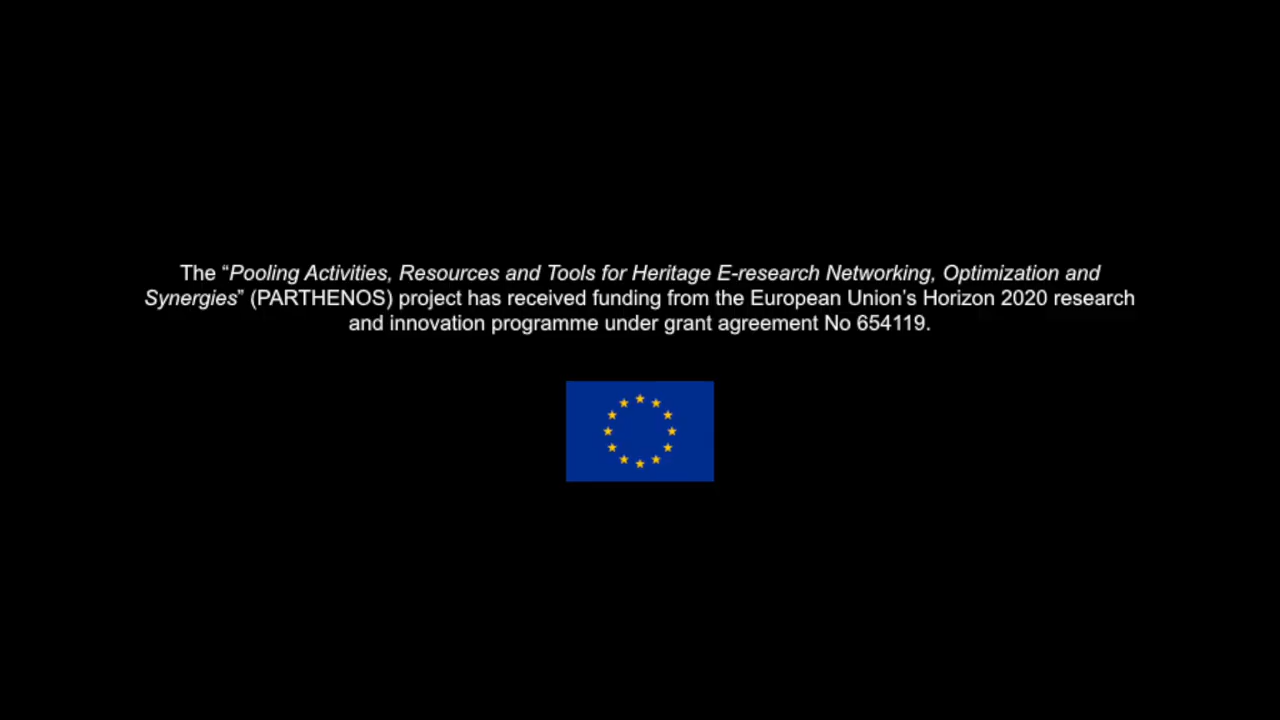 The “Pooling Activities, Resources and Tools for Heritage E-research Networking, Optimization and
Synergies” (PARTHENOS) project has received funding from the European Union’s Horizon 2020 research
and innovation programme under grant agreement No 654119.